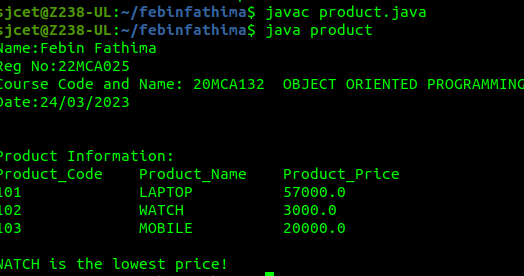 sjcet@Z238-UL:~/febinfathima$ javac product.java
sjcet@Z238-UL:~/febinfathima$ java product
Name:Febin Fathima
Reg No:22MCA025
Course Code and Name: 20MCA132  OBJECT ORIENTED PROGRAMMING
Date:24/03/2023
Product Information:
Product_Code    Product_Name    Product_Price
101             LAPTOP          57000.0
102             WATCH           3000.0
103             MOBILE          20000.0
WATCH is the lowest price!